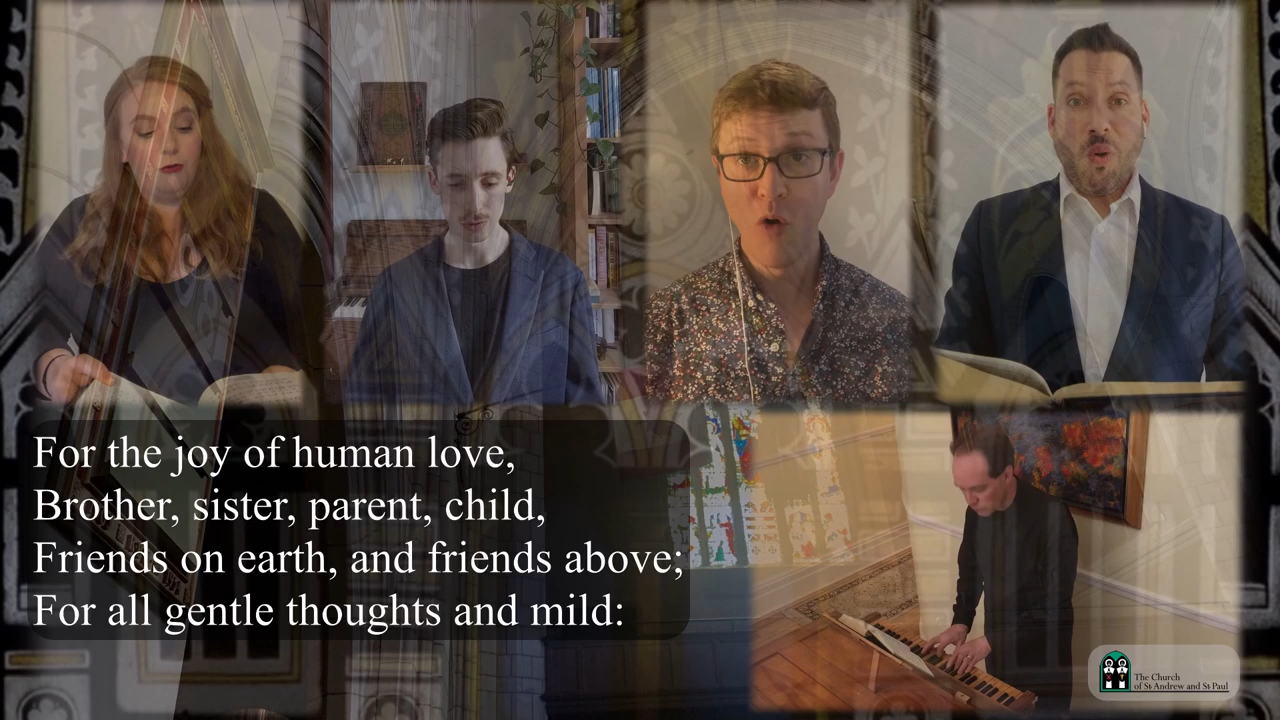 For the joy of human love,
Brother, sister, parent, child,
Friends on earth, and friends above;
For all gentle thoughts and mild:
The Church
of St Andrew and St Paul